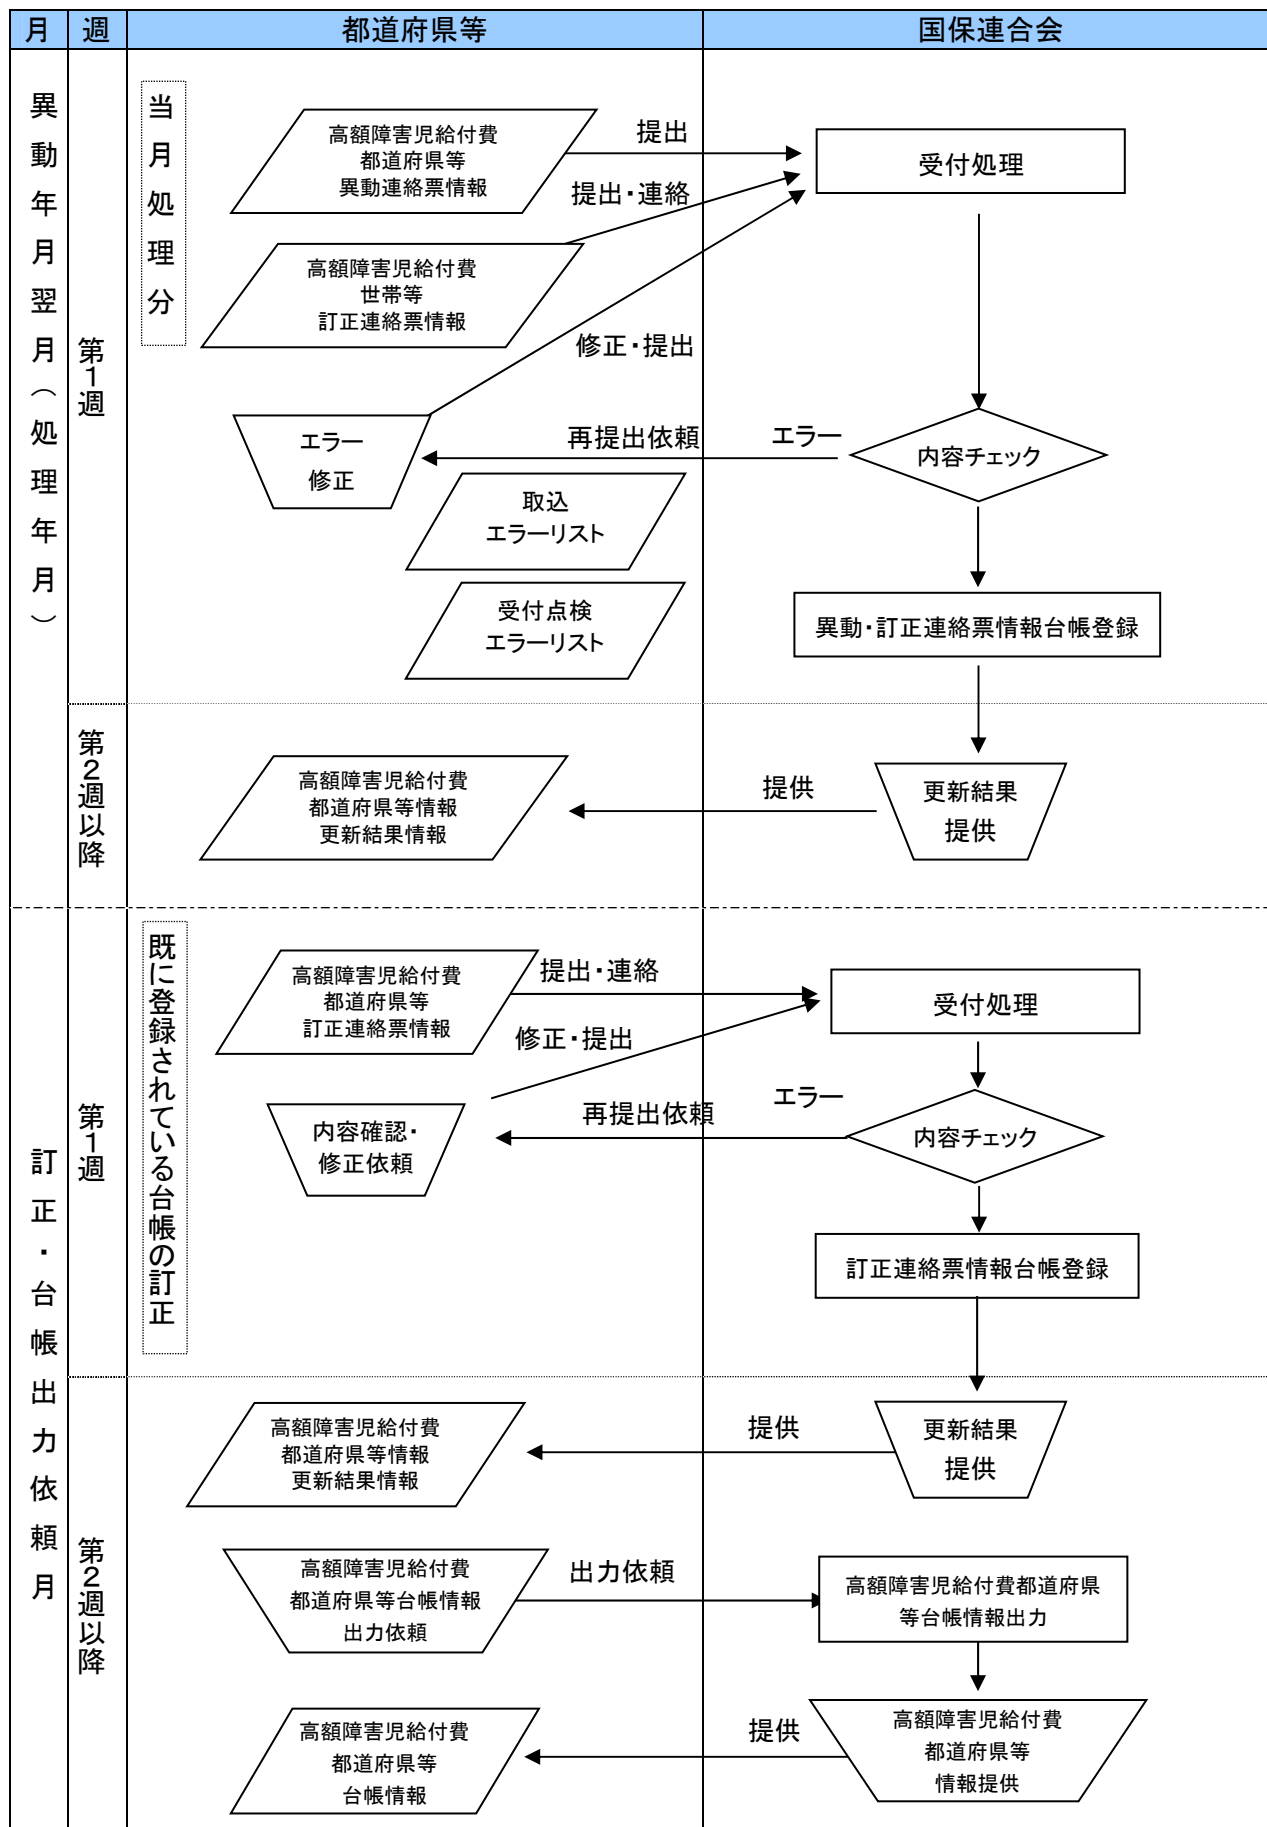 月
週
都道府県等
国保連合会
異動年月翌月（処理年月）
第1週
当月処理分
高額障害児給付費
都道府県等
異動連絡票情報
提出
受付処理
提出・連絡
高額障害児給付費
世帯等
訂正連絡票情報
修正・提出
エラー
修正
再提出依頼
エラー
内容チェック
取込
エラーリスト
受付点検
エラーリスト
異動・訂正連絡票情報台帳登録
第2週以降
高額障害児給付費
都道府県等情報
更新結果情報
提供
更新結果
提供
訂正・台帳出力依頼月
第1週
既に登録されている台帳の訂正
高額障害児給付費
都道府県等
訂正連絡票情報
提出・連絡
受付処理
修正・提出
内容確認・
修正依頼
再提出依頼
エラー
内容チェック
訂正連絡票情報台帳登録
第2週以降
高額障害児給付費
都道府県等情報
更新結果情報
提供
更新結果
提供
高額障害児給付費
都道府県等台帳情報
出力依頼
出力依頼
高額障害児給付費都道府県
等台帳情報出力
高額障害児給付費
都道府県等
台帳情報
提供
高額障害児給付費
都道府県等
情報提供